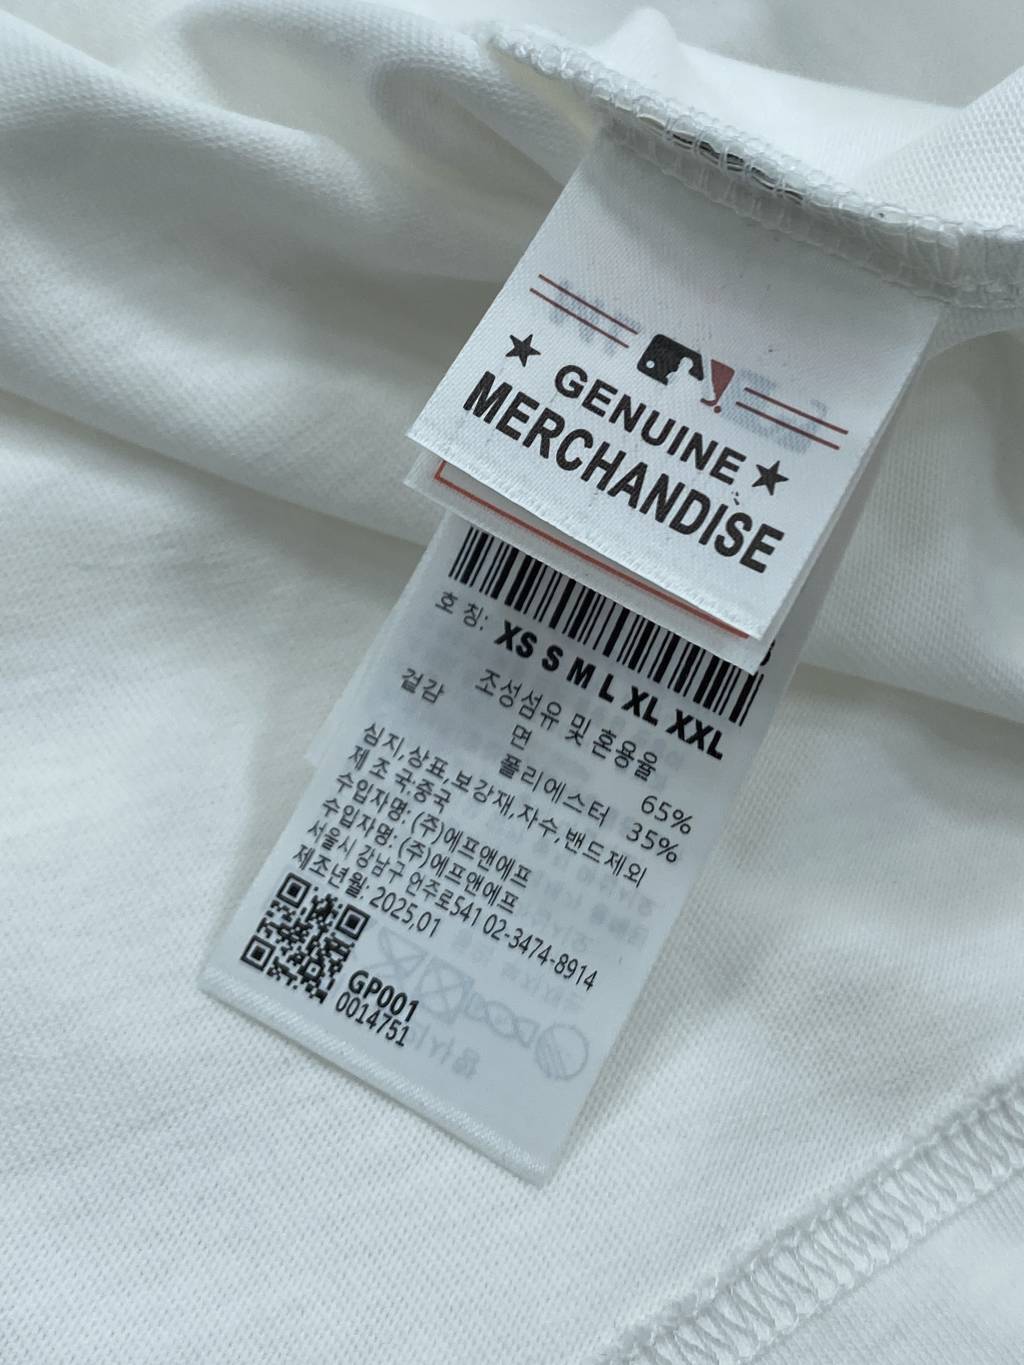 GENUINE
MERCHANDISE
호 칭: XS S M L XL XXL
조성섬유 및 혼용율
겉감 면 65%
폴리에스터 35%
심지,상표,보강재,자수,밴드제외
제 조 국:중국
수입자명: (주)에프앤에프
수입자명: (주)에프앤에프
서울시 강남구 언주로541 02-3474-8914
제조년월: 2025,01
GP001
0014751